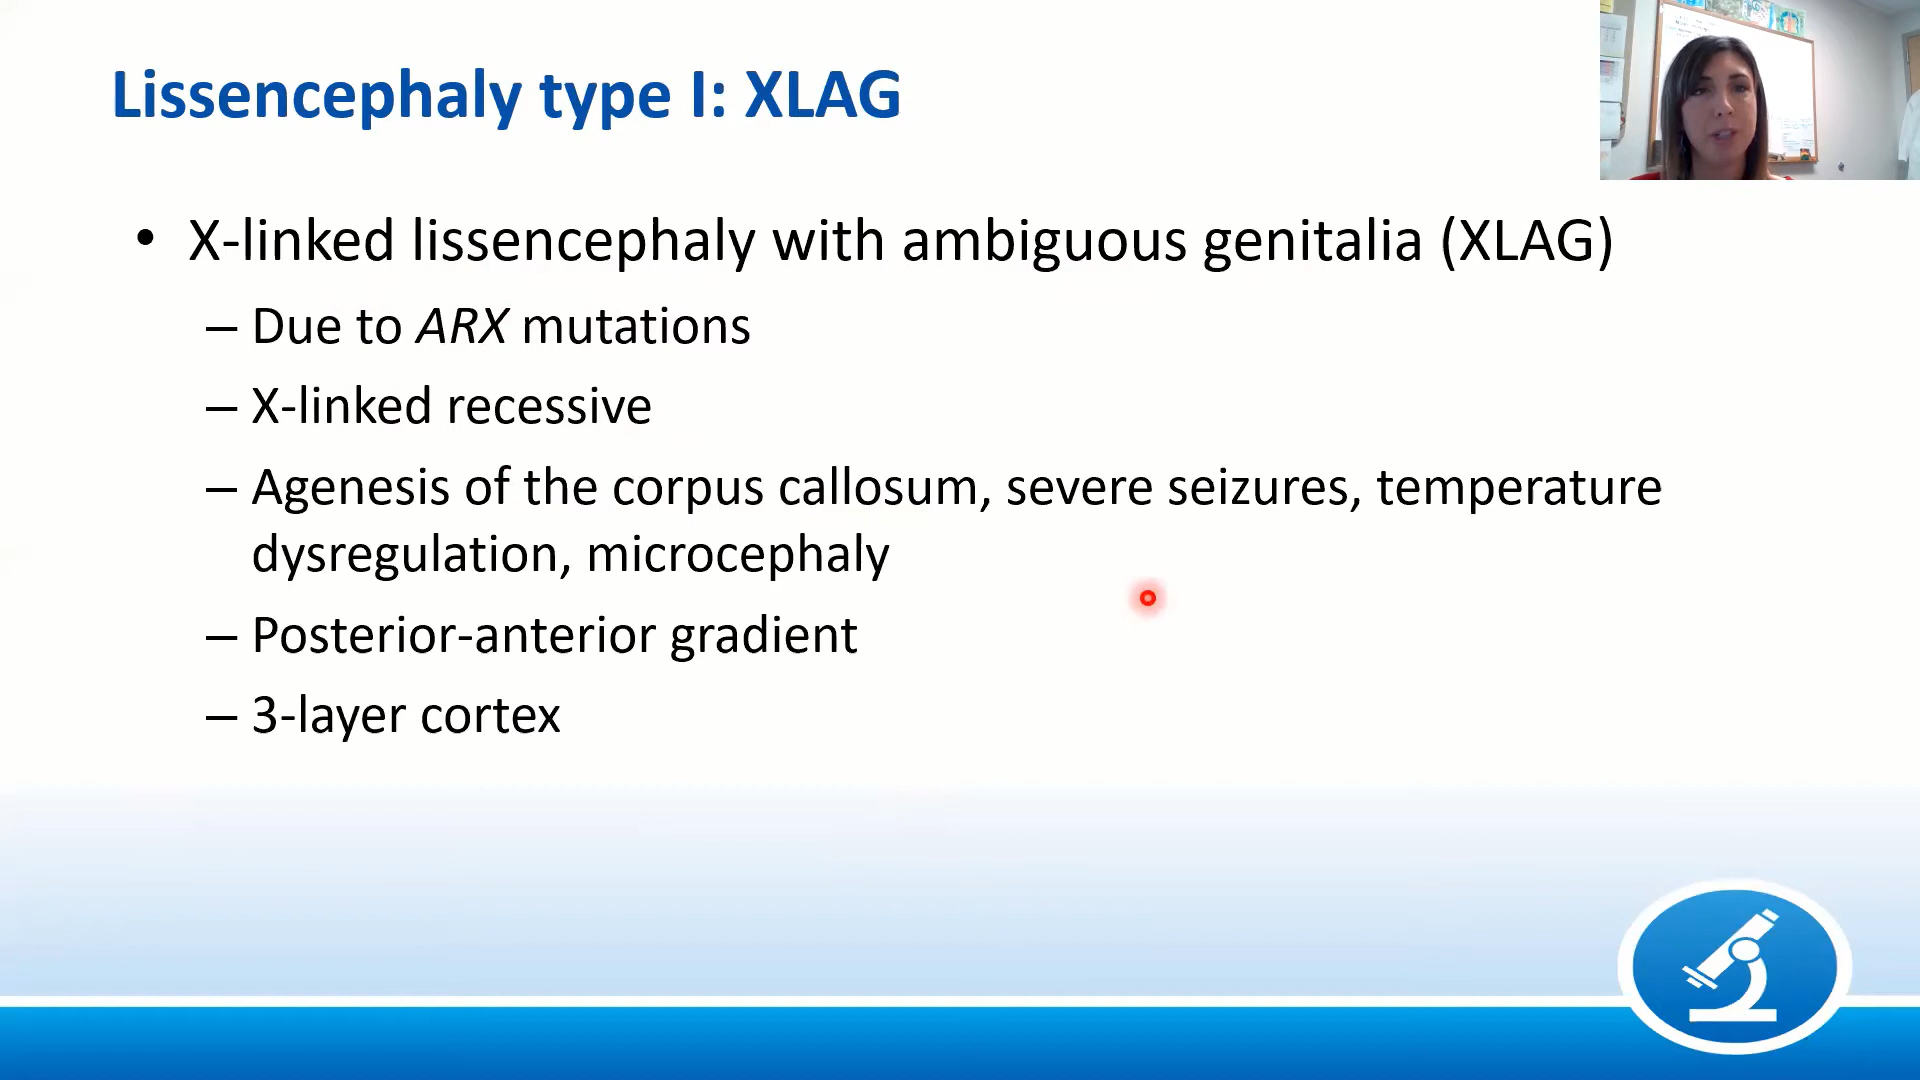 Lissencephaly type I: XLAG
• X-linked lissencephaly with ambiguous genitalia (XLAG)
– Due to ARX mutations
– X-linked recessive
– Agenesis of the corpus callosum, severe seizures, temperature
dysregulation, microcephaly
– Posterior-anterior gradient
– 3-layer cortex